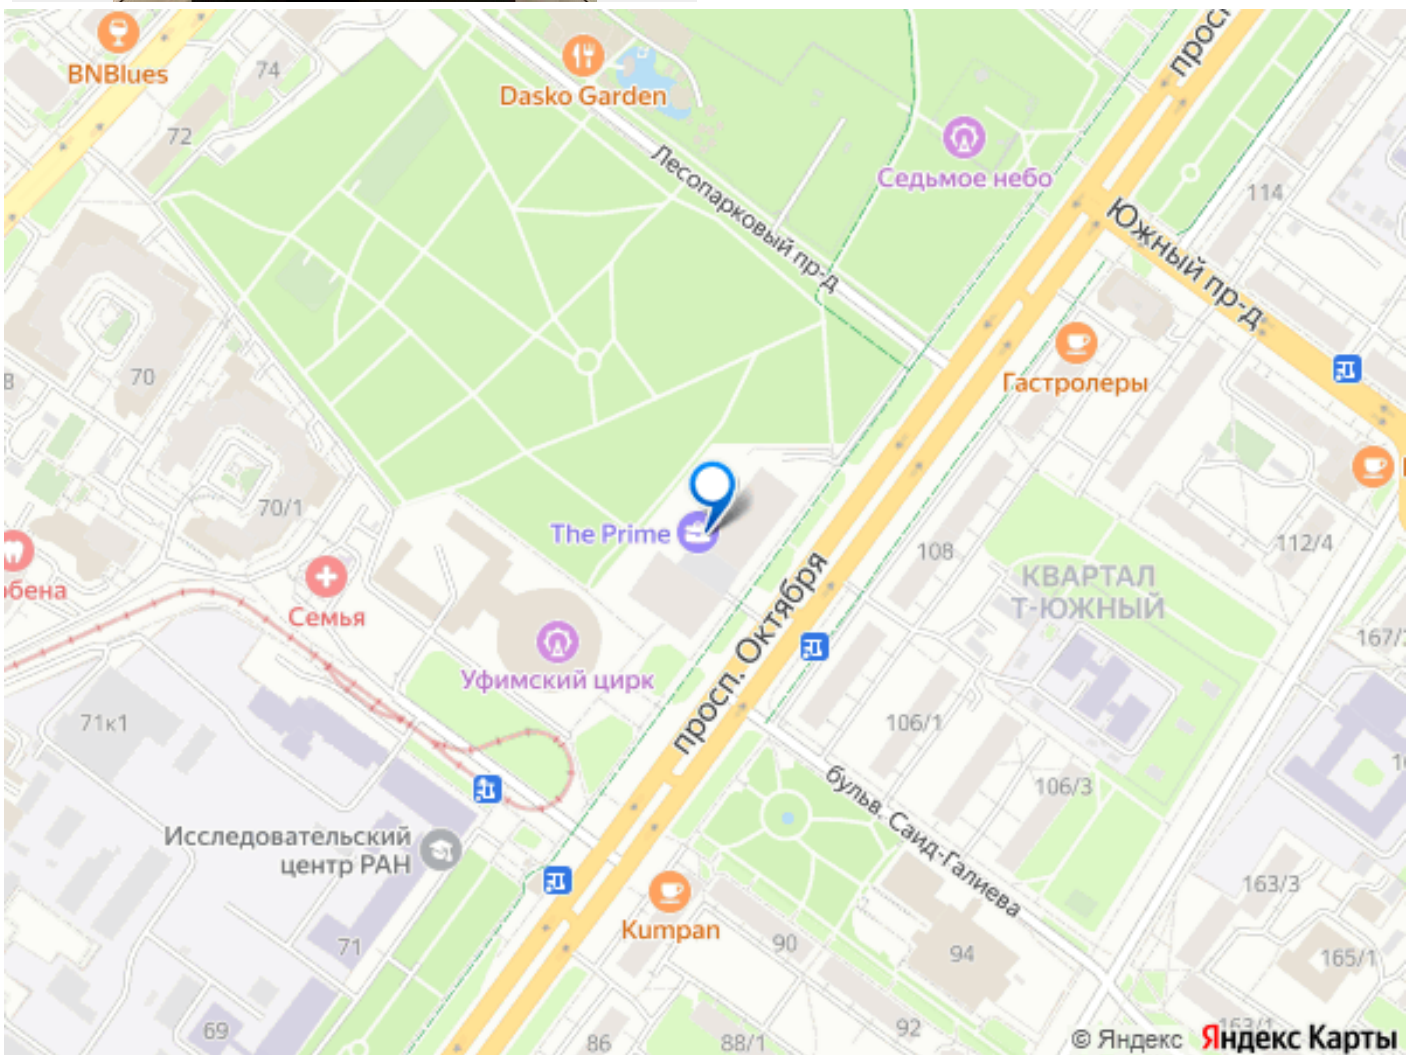 BNBlues
74
72
Dasko Garden
Лесопарковый пр-д
Седьмое небо
просп
114
Южный пр-д
Гастролеры
70
70/1
The Prime
108
112/4
КВАРТАЛ
Т-ЮЖНЫЙ
Семья
Уфимский цирк
просп. Октября
71к1
106/1
106/3
бульв. Саид-Галиева
Исследовательский
центр РАН
163/3
Kumpan
90
94
71
165/1
69
86
88/1
92
© Яндекс Яндекс Карты